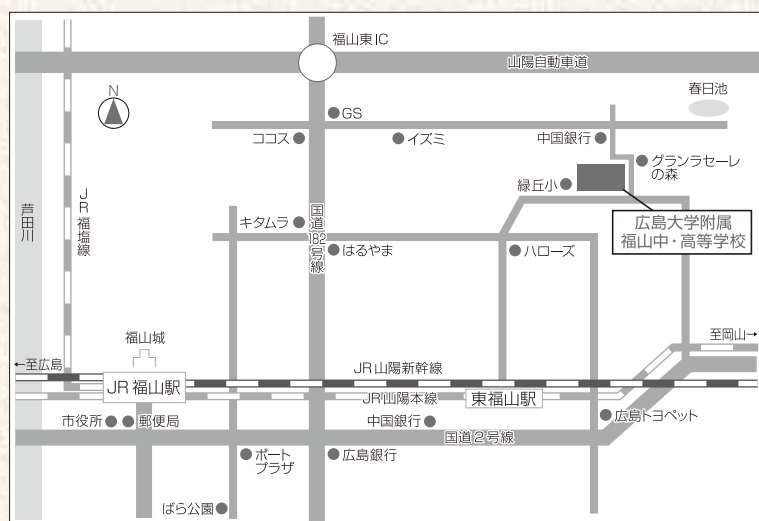 福山東IC
山陽自動車道
春日池
N
GS
ココス
イズミ
中国銀行
グランラセーレ
の森
緑丘小
広島大学附属
福山中・高等学校
芦田川
JR福塩線
キタムラ
国道182号線
はるやま
ハローズ
福山城
至岡山→
←至広島
JR山陽新幹線
JR福山駅
JR山陽本線
東福山駅
市役所
郵便局
中国銀行
広島トヨペット
国道2号線
ポート
プラザ
広島銀行
ばら公園